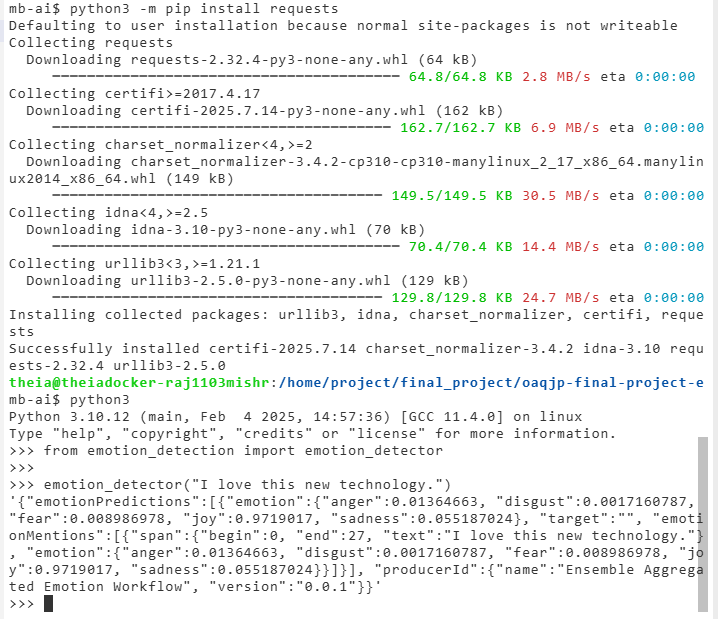 mb-ai$ python3 -m pip install requests
Defaulting to user installation because normal site-packages is not writeable
Collecting requests
  Downloading requests-2.32.4-py3-none-any.whl (64 kB)
     ━━━━━━━━━━━━━━━━━━━━━━━━━━━━━━━━━━━━━━━━ 64.8/64.8 KB 2.8 MB/s eta 0:00:00
Collecting certifi>=2017.4.17
  Downloading certifi-2025.7.14-py3-none-any.whl (162 kB)
     ━━━━━━━━━━━━━━━━━━━━━━━━━━━━━━━━━━━━━━━ 162.7/162.7 KB 6.9 MB/s eta 0:00:00
Collecting charset_normalizer<4,>=2
  Downloading charset_normalizer-3.4.2-cp310-cp310-manylinux_2_17_x86_64.manylin
ux2014_x86_64.whl (149 kB)
     ━━━━━━━━━━━━━━━━━━━━━━━━━━━━━━━━━━━━━━ 149.5/149.5 KB 30.5 MB/s eta 0:00:00
Collecting idna<4,>=2.5
  Downloading idna-3.10-py3-none-any.whl (70 kB)
     ━━━━━━━━━━━━━━━━━━━━━━━━━━━━━━━━━━━━━━━━ 70.4/70.4 KB 14.4 MB/s eta 0:00:00
Collecting urllib3<3,>=1.21.1
  Downloading urllib3-2.5.0-py3-none-any.whl (129 kB)
     ━━━━━━━━━━━━━━━━━━━━━━━━━━━━━━━━━━━━━━ 129.8/129.8 KB 24.7 MB/s eta 0:00:00
Installing collected packages: urllib3, idna, charset_normalizer, certifi, reque
sts
Successfully installed certifi-2025.7.14 charset_normalizer-3.4.2 idna-3.10 requ
ests-2.32.4 urllib3-2.5.0
theia@theiadocker-raj1103mishr:/home/project/final_project/oaqjp-final-project-e
mb-ai$ python3
Python 3.10.12 (main, Feb  4 2025, 14:57:36) [GCC 11.4.0] on linux
Type "help", "copyright", "credits" or "license" for more information.
>>> from emotion_detection import emotion_detector
>>>
>>> emotion_detector("I love this new technology.")
'{"emotionPredictions":[{"emotion":{"anger":0.01364663, "disgust":0.0017160787,
"fear":0.008986978, "joy":0.9719017, "sadness":0.055187024}, "target":"", "emoti
onMentions":[{"span":{"begin":0, "end":27, "text":"I love this new technology."}
, "emotion":{"anger":0.01364663, "disgust":0.0017160787, "fear":0.008986978, "jo
y":0.9719017, "sadness":0.055187024}}]}], "producerId":{"name":"Ensemble Aggrega
ted Emotion Workflow", "version":"0.0.1"}}'
>>>